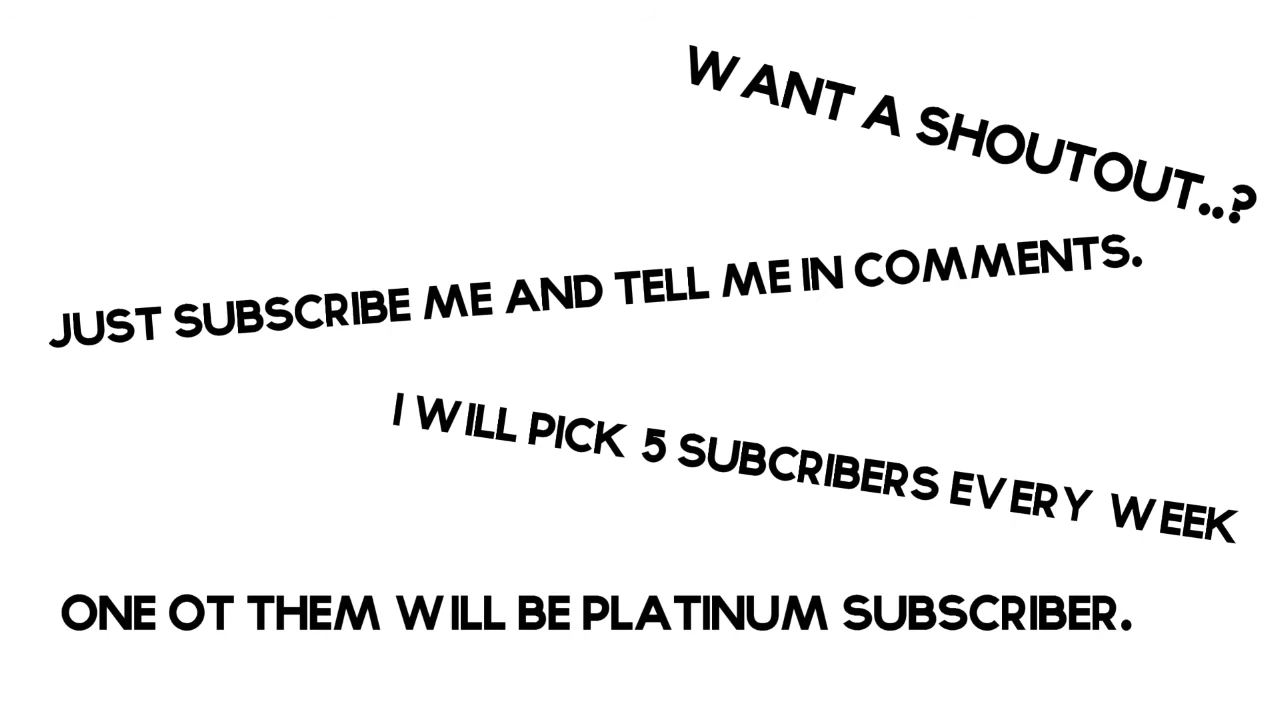 WANT A SHOUTOUT..?
JUST SUBSCRIBE ME AND TELL ME IN COMMENTS.
I WILL PICK 5 SUBCRIBERS EVERY WEEK
ONE OT THEM WILL BE PLATINUM SUBSCRIBER.